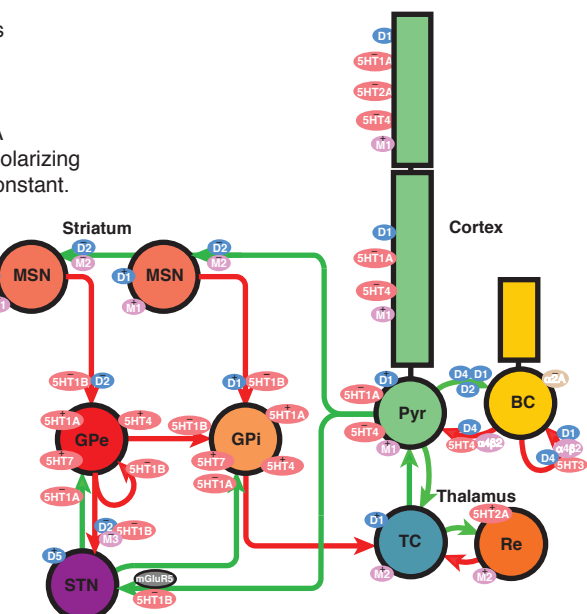 s
A
olarizing
onstant.
Striatum
Cortex
D1
5HT1A
5HT2A
5HT4
M1
D1
5HT1A
5HT4
M1
D2
M2
D2
M2
MSN
D1
MSN
M1
5HT1B D2
D1 5HT1B
D1
5HT1A
Pyr
5HT4
M1
D4 D1
D2
α2A
BC
D4
5HT4 α4β2
D1
α4β2
5HT3
5HT1A
5HT4
GPe
5HT7
5HT1B
5HT1B
5HT1A
GPi
5HT7
5HT4
5HT1A
5HT1A
D2
5HT1B
M3
Thalamus
D1
TC
M2
5HT2A
Re
M2
D5
STN
mGluR5
5HT1B